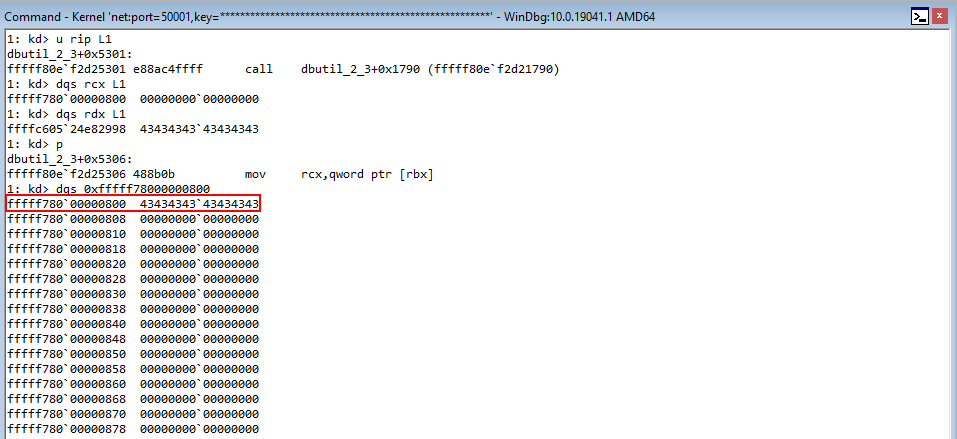 Command - Kernel 'net:port=50001,key=*****************************************************' - WinDbg:10.0.19041.1 AMD64
1: kd> u rip L1
dbutil_2_3+0x5301:
fffff80e`f2d25301 e88ac4ffff      call    dbutil_2_3+0x1790 (fffff80e`f2d21790)
1: kd> dqs rcx L1
fffff780`00000800  00000000`00000000
1: kd> dqs rdx L1
ffffc605`24e82998  43434343`43434343
1: kd> p
dbutil_2_3+0x5306:
fffff80e`f2d25306 488b0b          mov     rcx,qword ptr [rbx]
1: kd> dqs 0xfffff78000000800
fffff780`00000800  43434343`43434343
fffff780`00000808  00000000`00000000
fffff780`00000810  00000000`00000000
fffff780`00000818  00000000`00000000
fffff780`00000820  00000000`00000000
fffff780`00000828  00000000`00000000
fffff780`00000830  00000000`00000000
fffff780`00000838  00000000`00000000
fffff780`00000840  00000000`00000000
fffff780`00000848  00000000`00000000
fffff780`00000850  00000000`00000000
fffff780`00000858  00000000`00000000
fffff780`00000860  00000000`00000000
fffff780`00000868  00000000`00000000
fffff780`00000870  00000000`00000000
fffff780`00000878  00000000`00000000